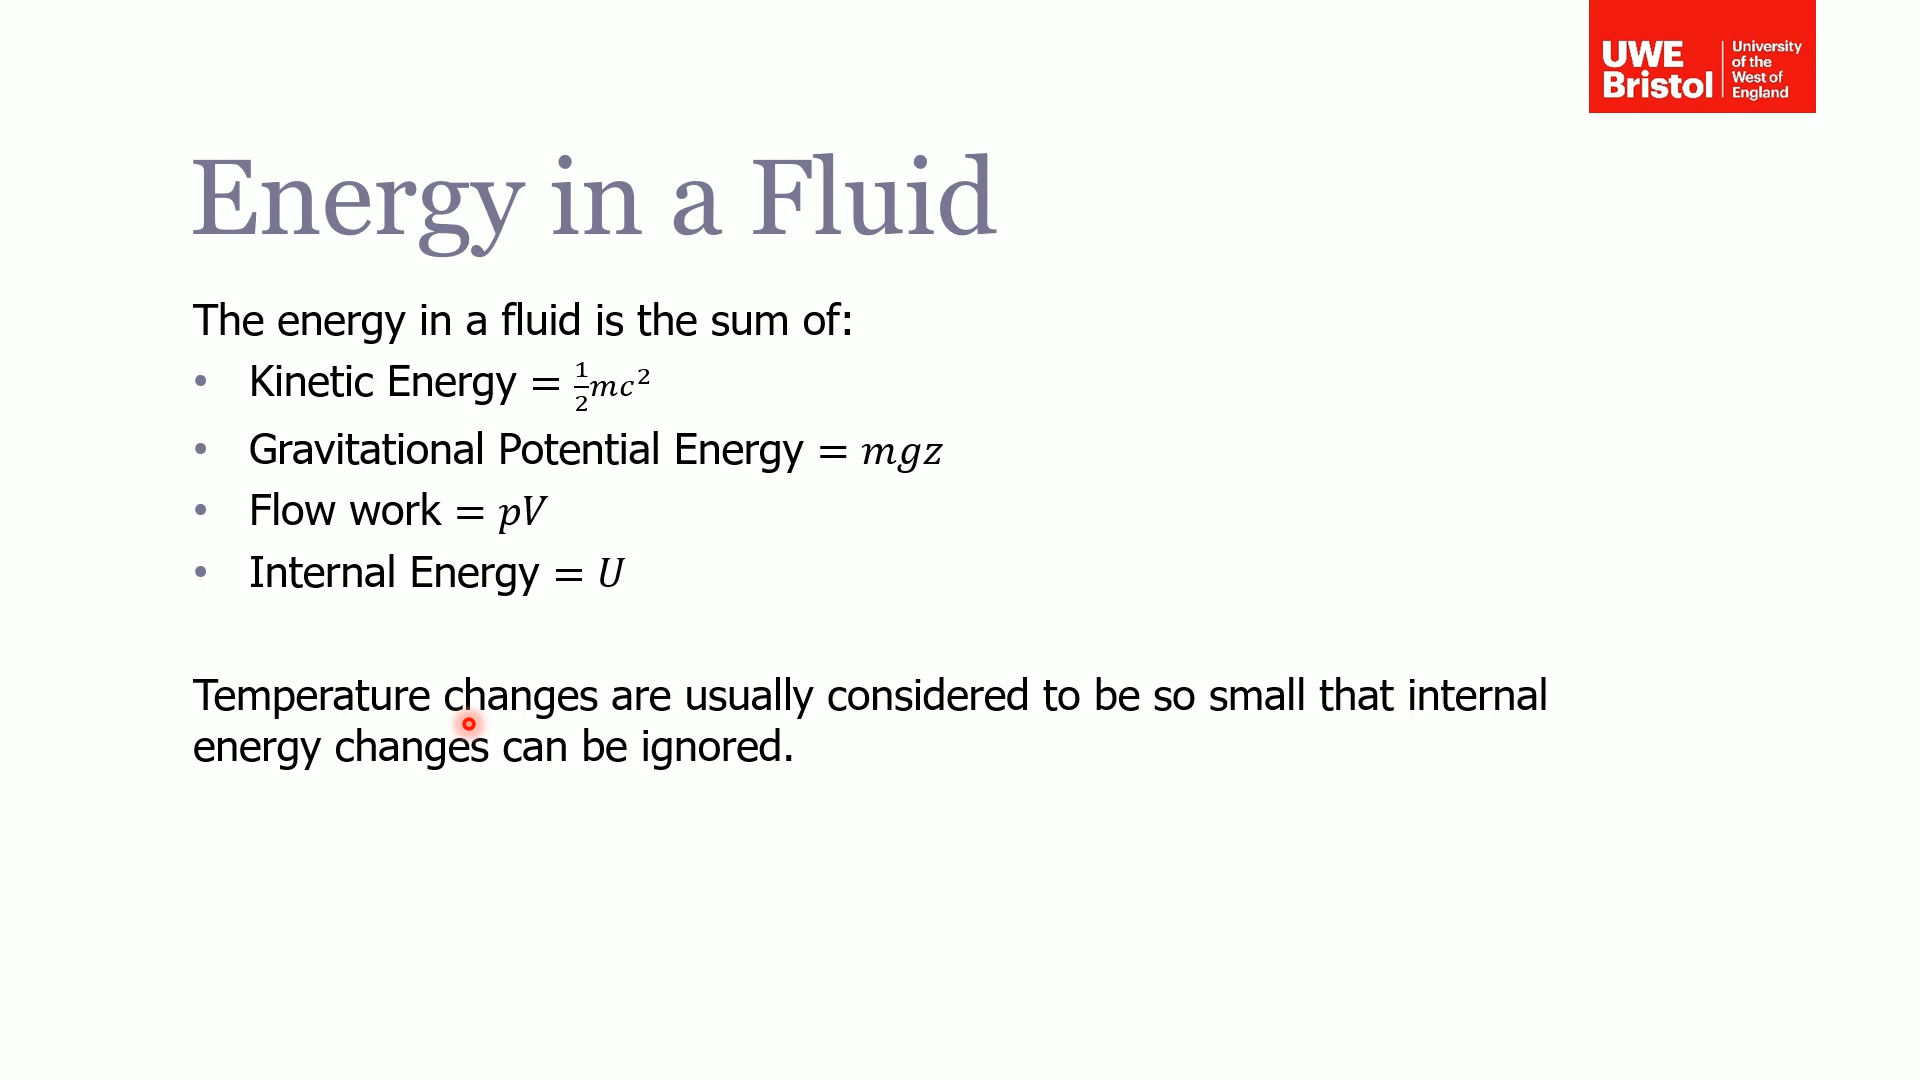 UWE
Bristol
University
of the
West of
England
Energy in a Fluid
The energy in a fluid is the sum of:
• Kinetic Energy = ½𝑚𝑐²
• Gravitational Potential Energy = 𝑚𝑔𝑧
• Flow work = 𝑝𝑉
• Internal Energy = 𝑈
Temperature changes are usually considered to be so small that internal
energy changes can be ignored.